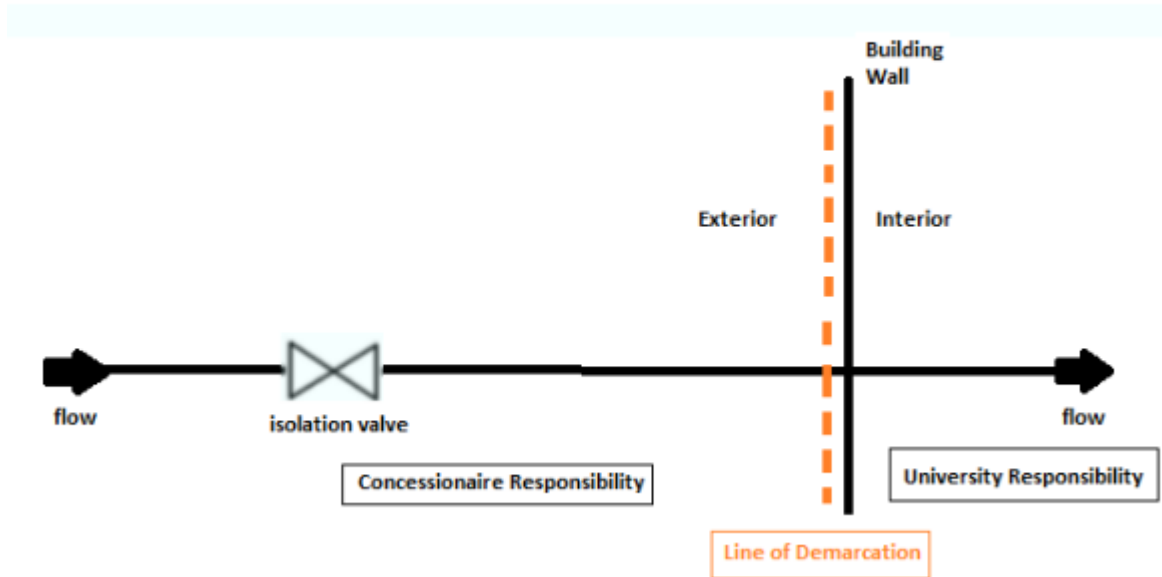 Building
Wall
Exterior
Interior
flow
isolation valve
flow
Concessionaire Responsibility
University Responsibility
Line of Demarcation